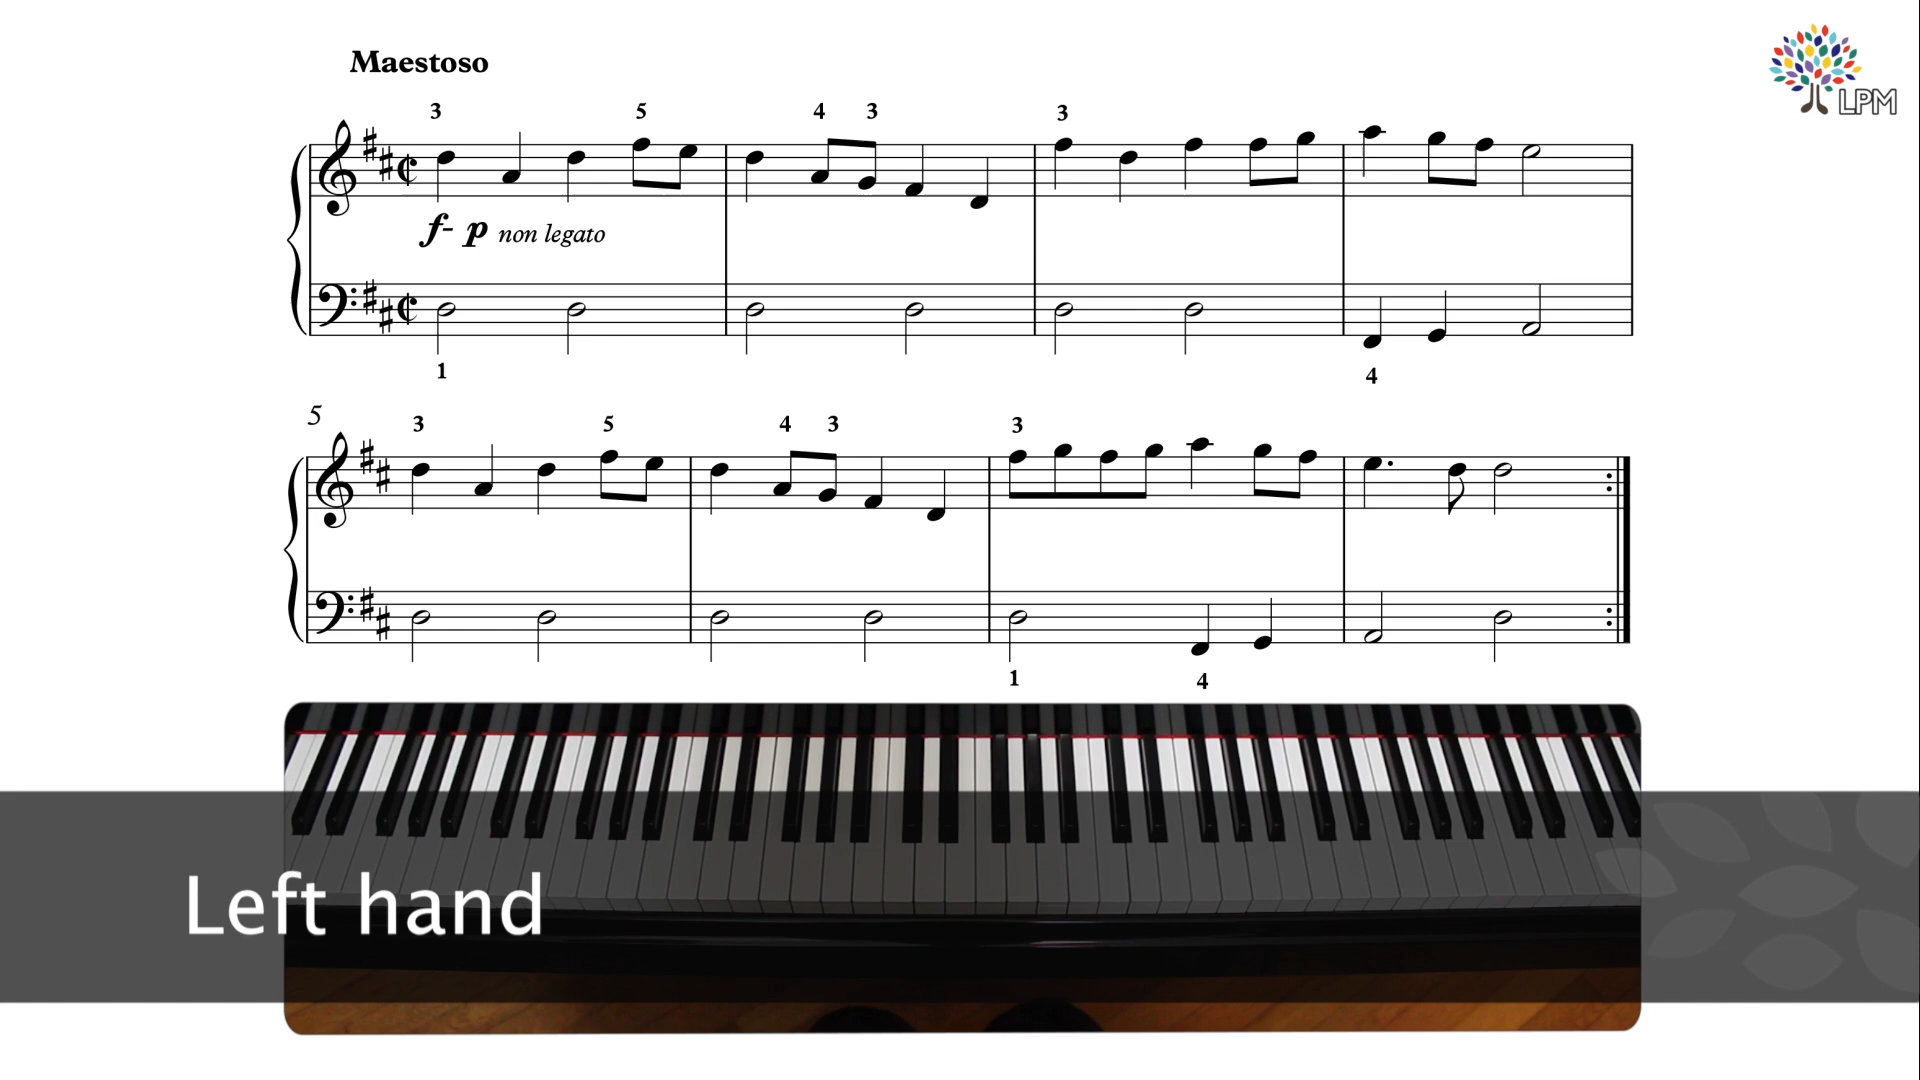 LPM
Maestoso
3 5 4 3 3
f- p non legato
1 4
5
3 5 4 3 3
1 4
Left hand